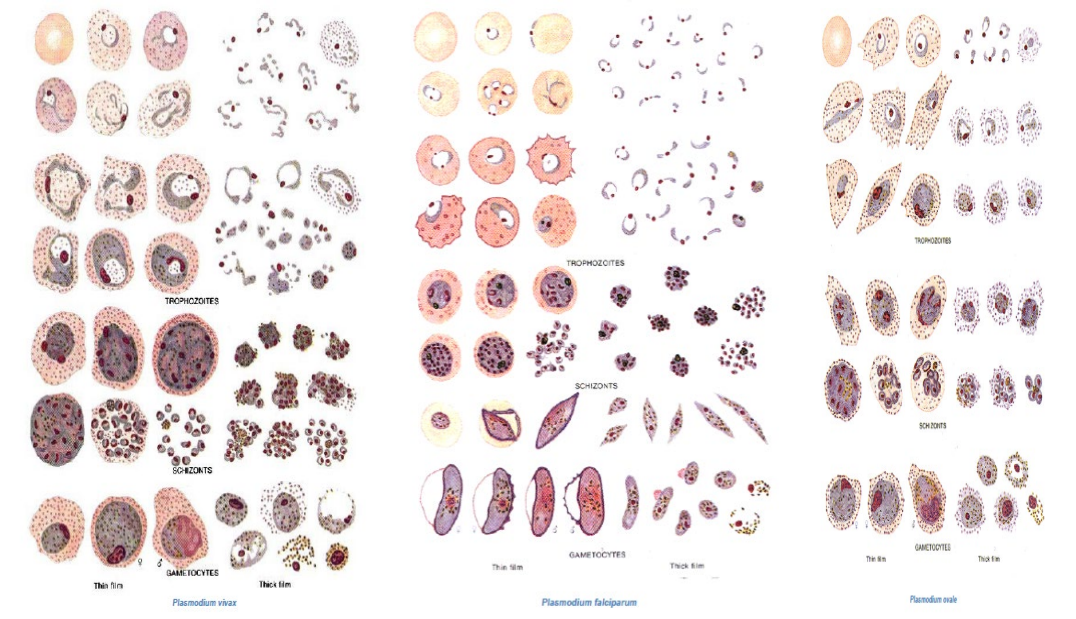 TROPHOZOITES
SCHIZONTS
♀ ♂ GAMETOCYTES
Thin film Thick film
Plasmodium vivax
TROPHOZOITES
SCHIZONTS
GAMETOCYTES
Thin film Thick film
Plasmodium falciparum
TROPHOZOITES
SCHIZONTS
GAMETOCYTES
Thin film Thick film
Plasmodium ovale